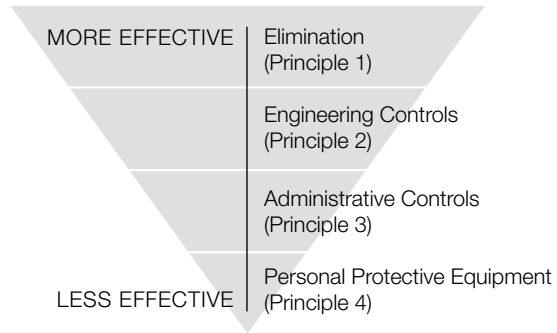 MORE EFFECTIVE
Elimination
(Principle 1)
Engineering Controls
(Principle 2)
Administrative Controls
(Principle 3)
LESS EFFECTIVE
Personal Protective Equipment
(Principle 4)